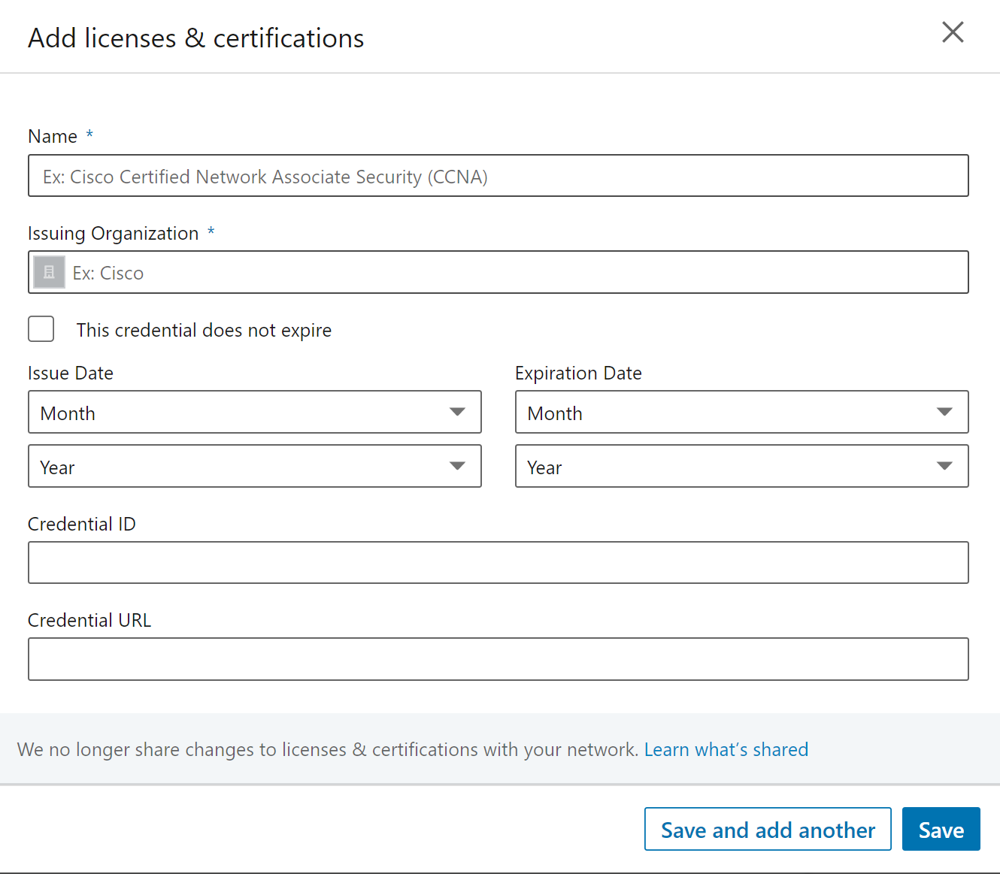 Add licenses & certifications
Name *
Ex: Cisco Certified Network Associate Security (CCNA)
Issuing Organization *
Ex: Cisco
This credential does not expire
Issue Date
Expiration Date
Month
Month
Year
Year
Credential ID
Credential URL
We no longer share changes to licenses & certifications with your network. Learn what’s shared
Save and add another
Save